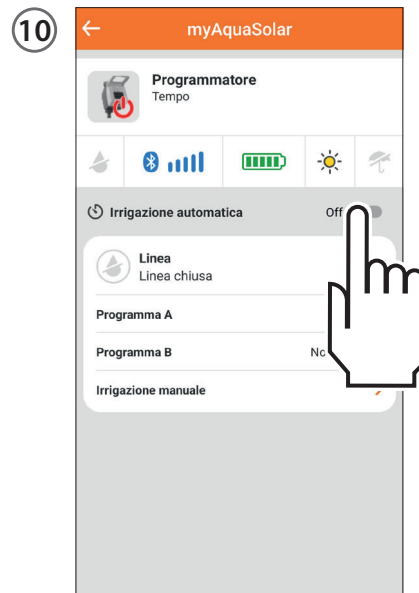 10
myAquaSolar
Programmatore
Tempo
Irrigazione automatica Off
Linea
Linea chiusa
Programma A
Programma B
Irrigazione manuale